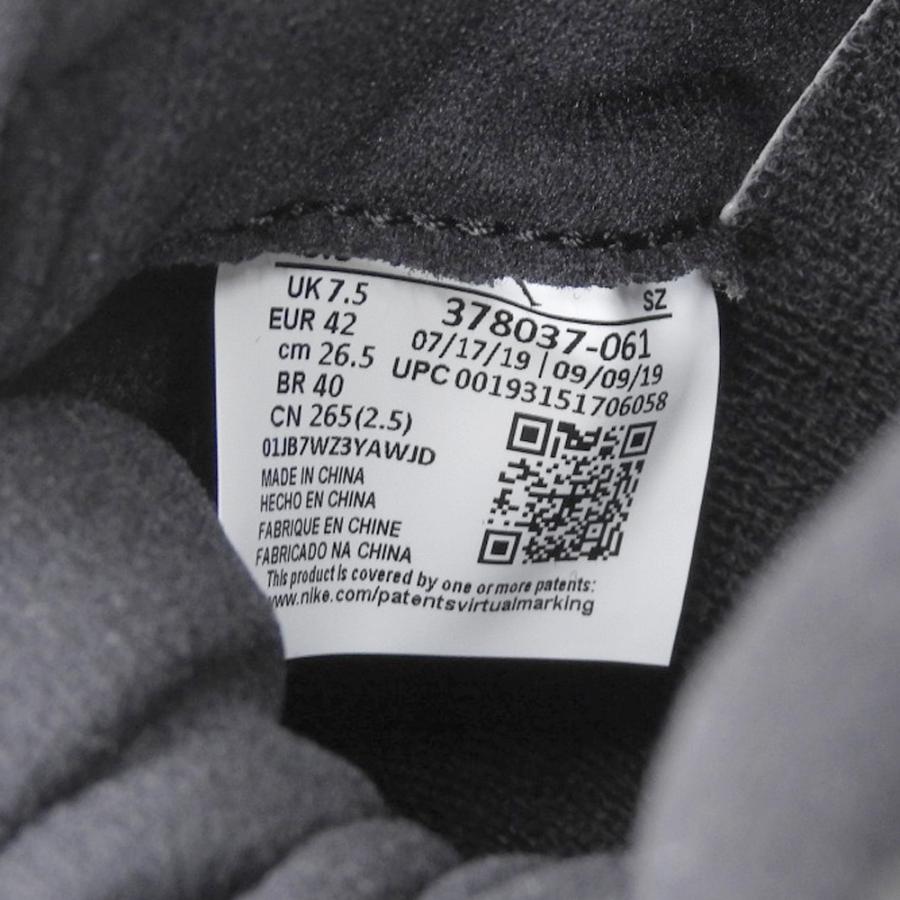 UK 7.5
EUR 42
cm 26.5
BR 40
CN 265(2.5)
01JB7WZ3YAWJD
MADE IN CHINA
HECHO EN CHINA
FABRIQUE EN CHINE
FABRICADO NA CHINA
SZ
378037-061
07/17/19 | 09/09/19
UPC 00193151706058
This product is covered by one or more patents:
www.nike.com/patentsvirtualmarking